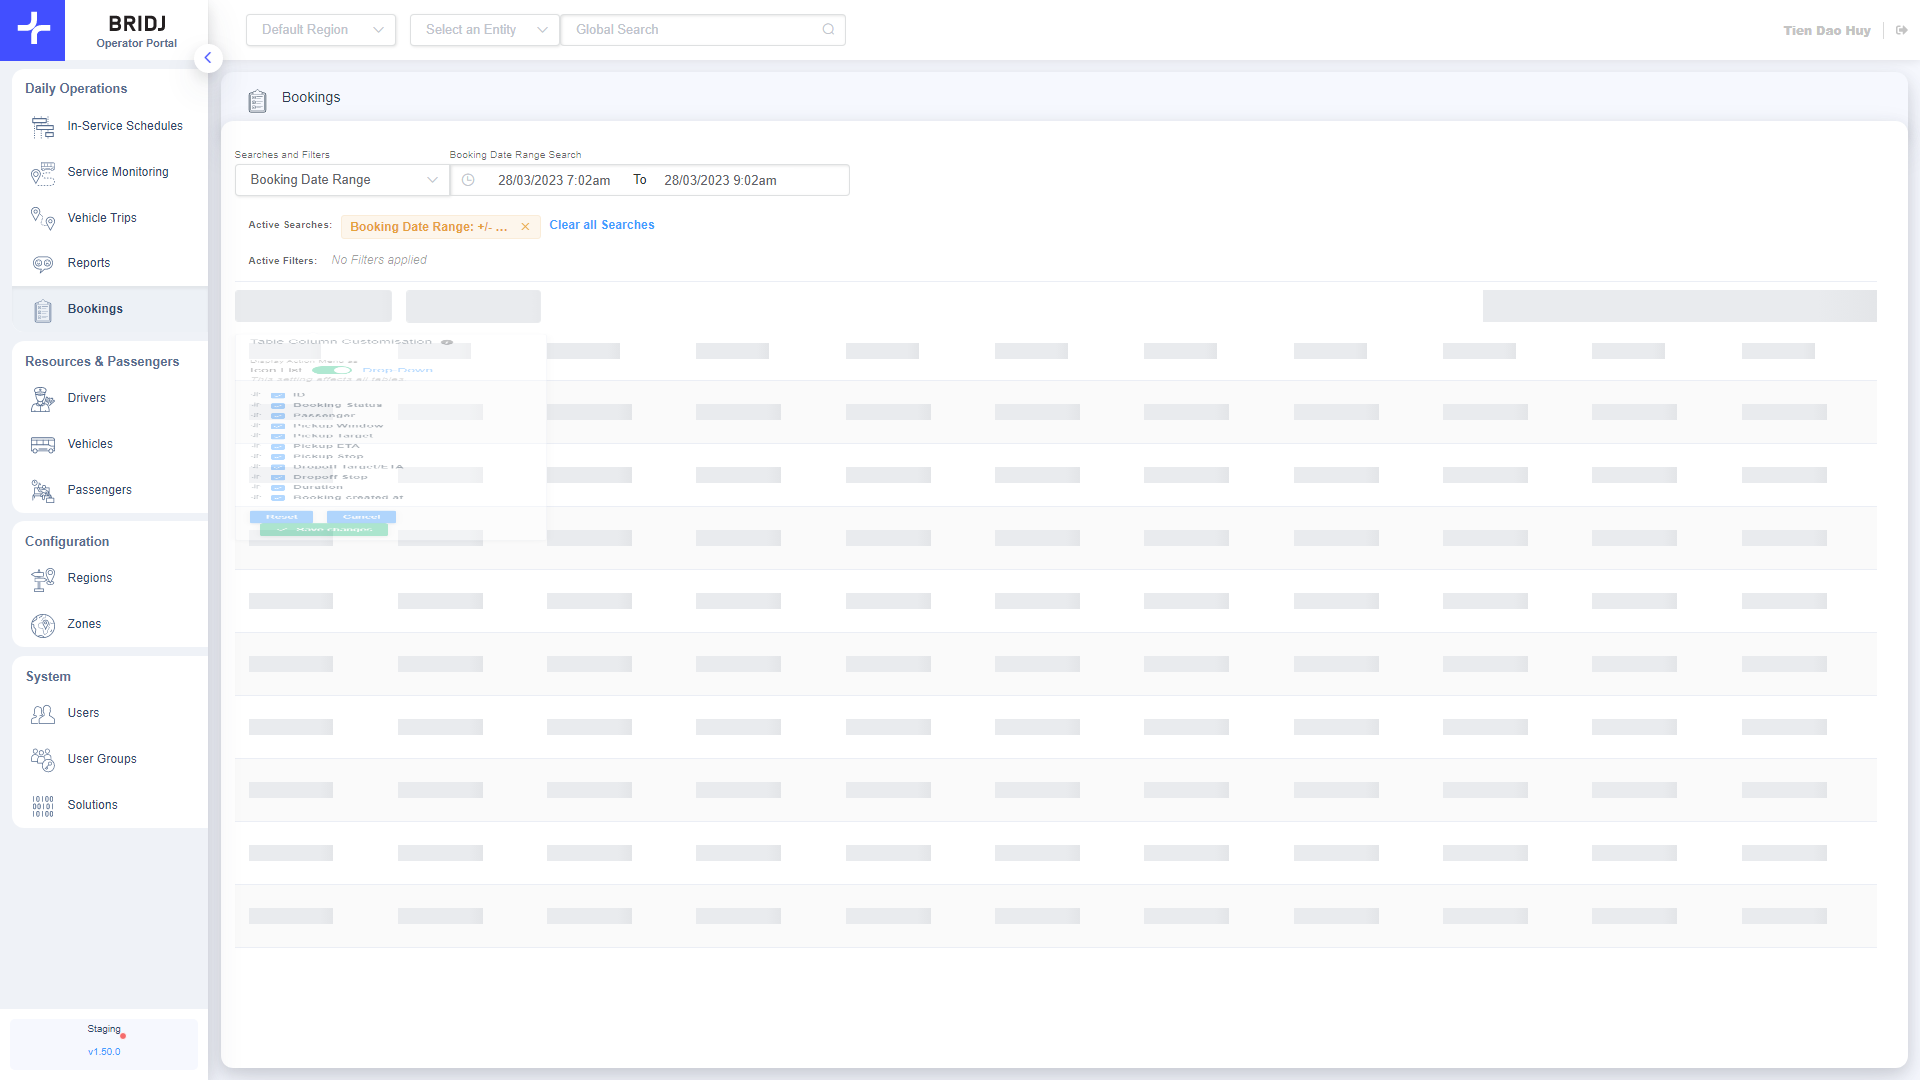 BRIDJ
Operator Portal
Default Region
Select an Entity
Global Search
Tien Dao Huy
Daily Operations
In-Service Schedules
Service Monitoring
Vehicle Trips
Reports
Bookings
Resources & Passengers
Drivers
Vehicles
Passengers
Configuration
Regions
Zones
System
Users
User Groups
Solutions
Staging
v1.50.0
Bookings
Searches and Filters
Booking Date Range Search
Booking Date Range
28/03/2023 7:02am To 28/03/2023 9:02am
Active Searches: Booking Date Range: +/- ... Clear all Searches
Active Filters: No Filters applied
Table Column Customisation
Icon List Drop-Down
This setting effects all tables
ID
Booking Status
Passenger
Pickup Window
Pickup Target
Pickup ETA
Pickup Stop
Dropoff Target/ETA
Dropoff Stop
Duration
Booking created at
Reset Cancel
Save Changes